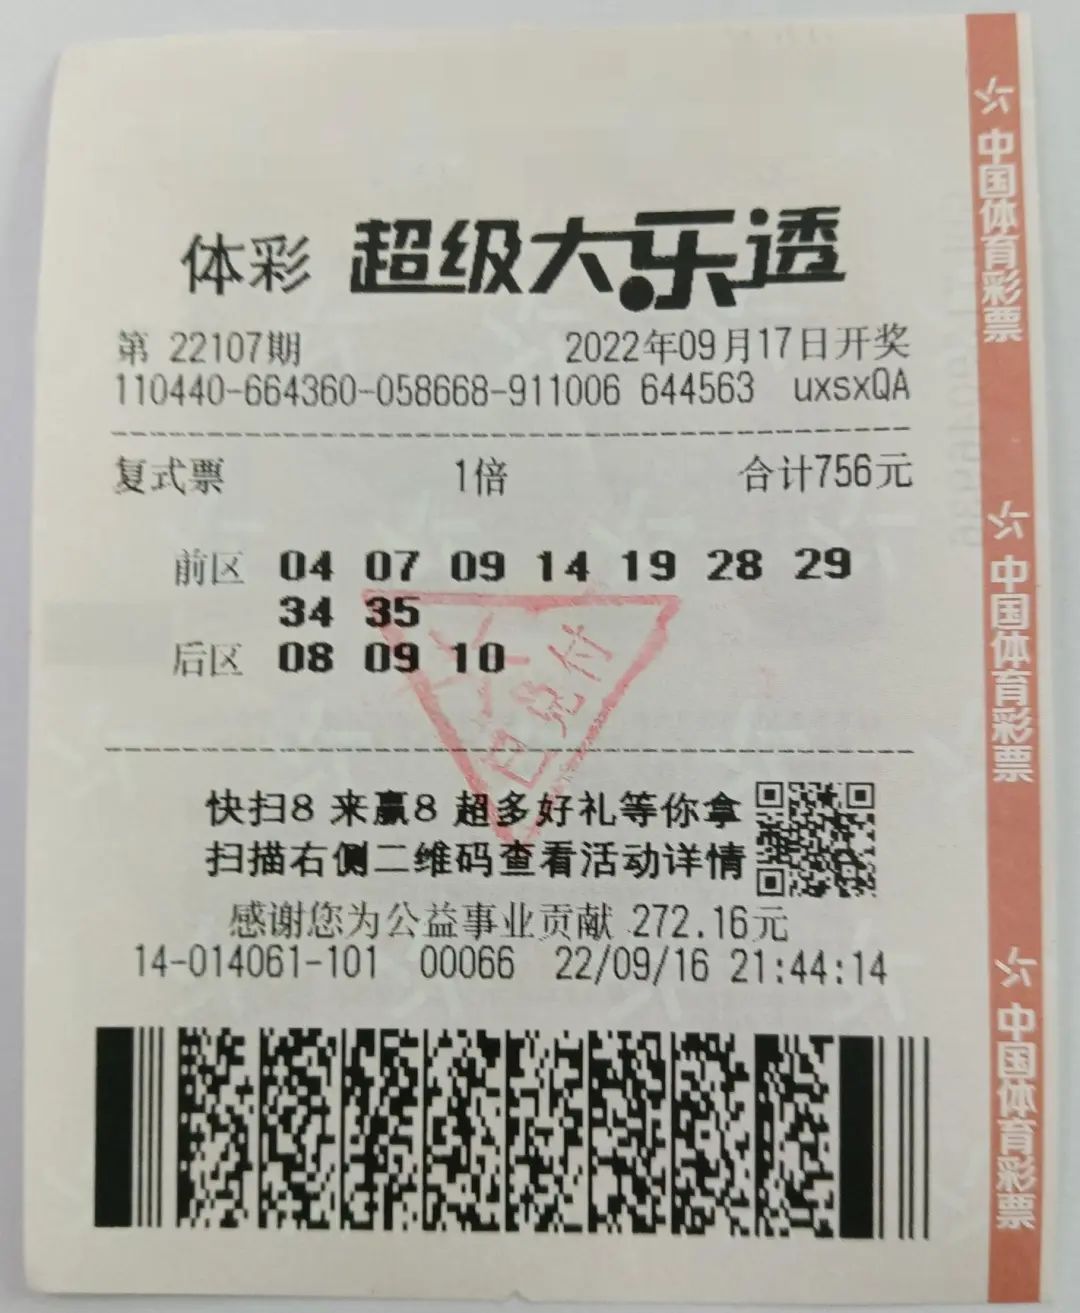 体彩 超级大乐透
第 22107期 2022年09月17日开奖
110440-664360-058668-911006 644563 uxsxQA
复式票 1倍 合计756元
前区 04 07 09 14 19 28 29
34 35
后区 08 09 10
已兑付
快扫8 来赢8 超多好礼等你拿
扫描右侧二维码查看活动详情
感谢您为公益事业贡献 272.16元
14-014061-101 00066 22/09/16 21:44:14
中国体育彩票
中国体育彩票
中国体育彩票